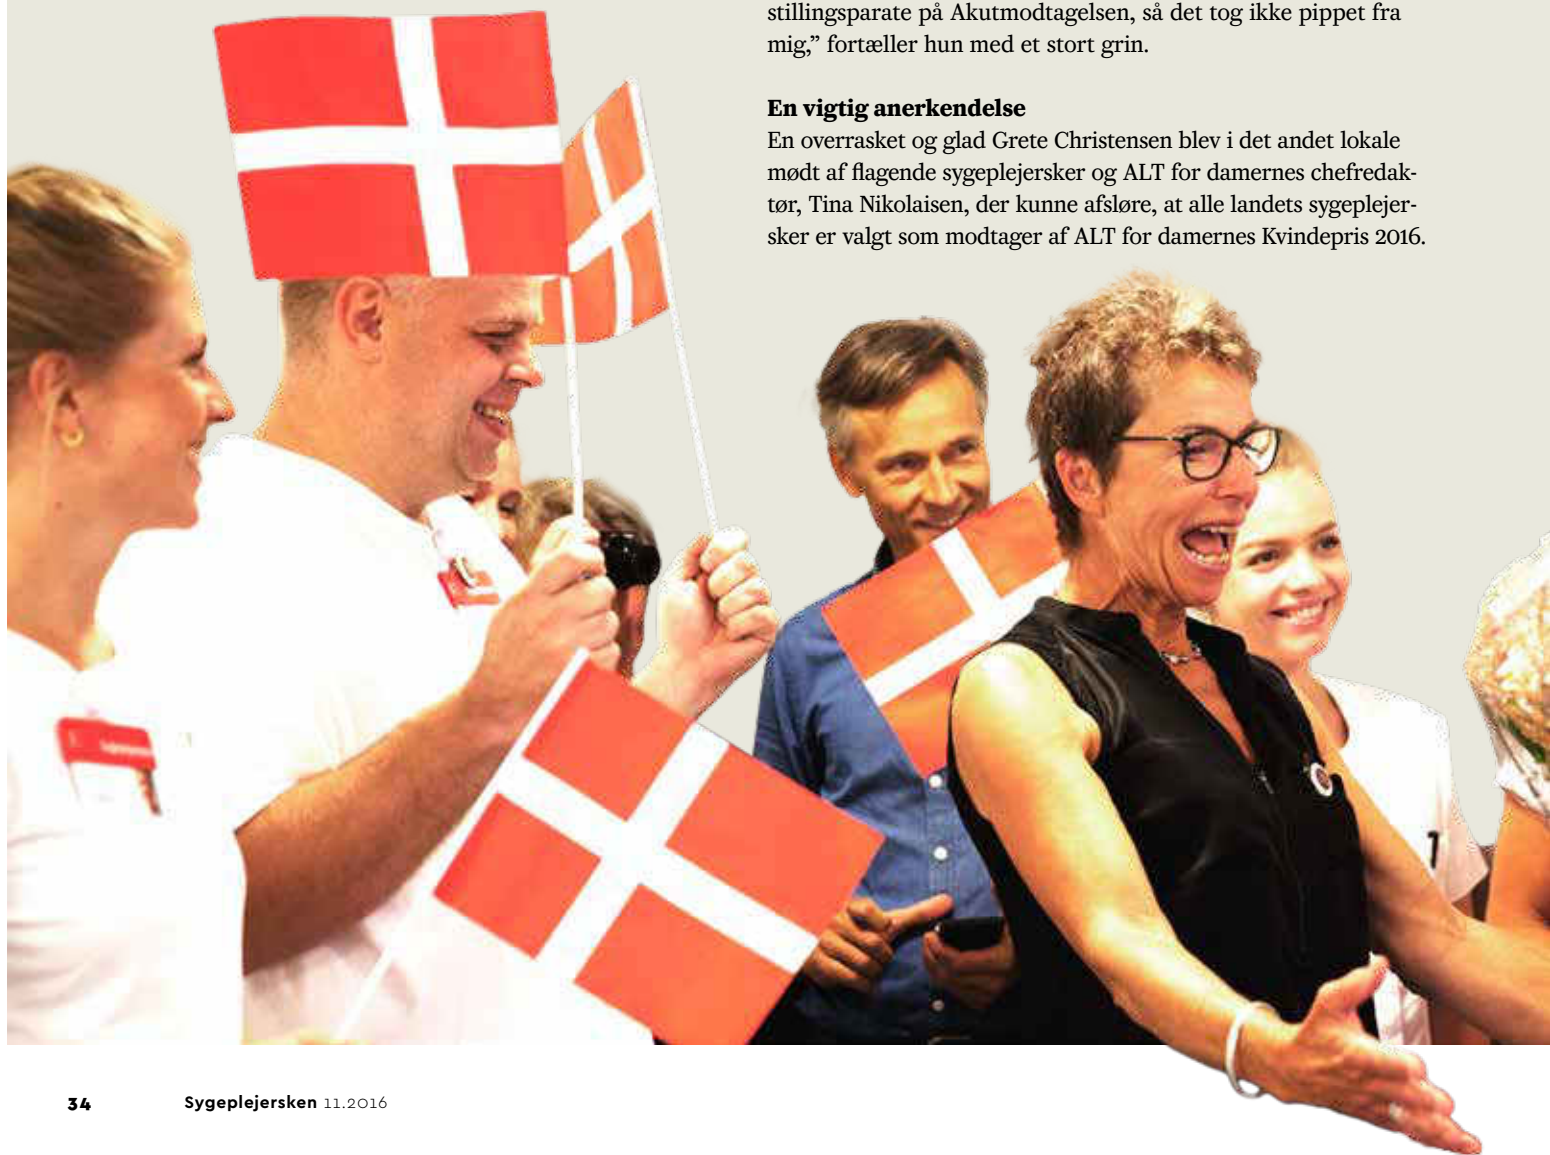 stillingsparate på Akutmodtagelsen, så det tog ikke pippet fra
mig,” fortæller hun med et stort grin.
En vigtig anerkendelse
En overrasket og glad Grete Christensen blev i det andet lokale
mødt af flagende sygeplejersker og ALT for damernes chefredak-
tør, Tina Nikolaisen, der kunne afsløre, at alle landets sygeplejer-
sker er valgt som modtager af ALT for damernes Kvindepris 2016.
34 Sygeplejersken 11.2016